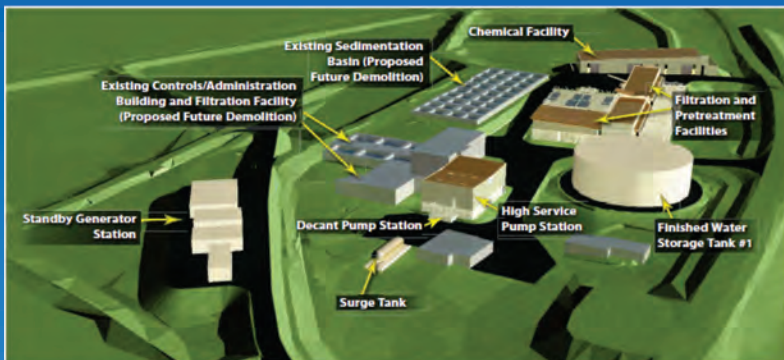 Chemical Facility
Existing Sedimentation
Basin (Proposed
Future Demolition)
Existing Controls/Administration
Building and Filtration Facility
(Proposed Future Demolition)
Filtration and
Pretreatment
Facilities
Standby Generator
Station
Decant Pump Station
High Service
Pump Station
Finished Water
Storage Tank #1
Surge Tank